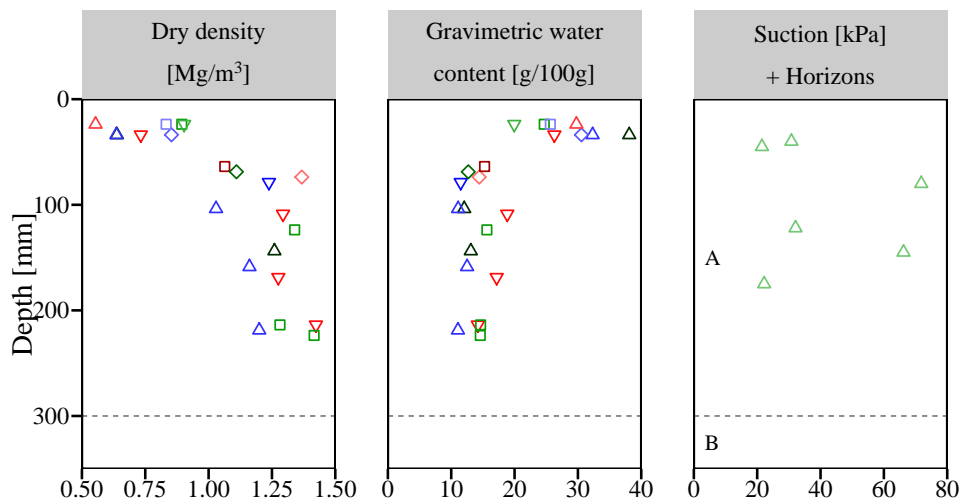 Dry density
[Mg/m³]
Gravimetric water
content [g/100g]
Suction [kPa]
+ Horizons
Depth [mm]
0
100
200
300
A
B
0.50 0.75 1.00 1.25 1.50
0 10 20 30 40
0 20 40 60 80